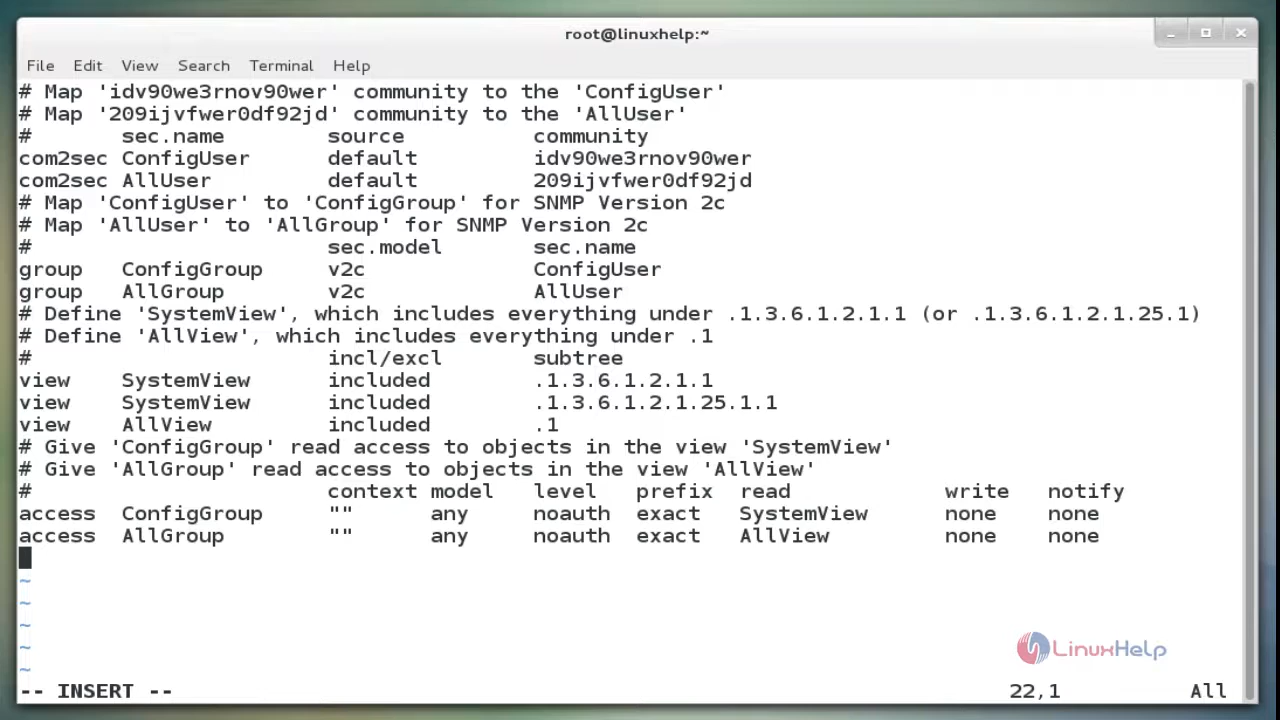 root@linuxhelp:~
File Edit View Search Terminal Help
# Map 'idv90we3rnov90wer' community to the 'ConfigUser'
# Map '209ijvfwer0df92jd' community to the 'AllUser'
# sec.name source community
com2sec ConfigUser default idv90we3rnov90wer
com2sec AllUser default 209ijvfwer0df92jd
# Map 'ConfigUser' to 'ConfigGroup' for SNMP Version 2c
# Map 'AllUser' to 'AllGroup' for SNMP Version 2c
# sec.model sec.name
group ConfigGroup v2c ConfigUser
group AllGroup v2c AllUser
# Define 'SystemView', which includes everything under .1.3.6.1.2.1.1 (or .1.3.6.1.2.1.25.1)
# Define 'AllView', which includes everything under .1
# incl/excl subtree
view SystemView included .1.3.6.1.2.1.1
view SystemView included .1.3.6.1.2.1.25.1.1
view AllView included .1
# Give 'ConfigGroup' read access to objects in the view 'SystemView'
# Give 'AllGroup' read access to objects in the view 'AllView'
# context model level prefix read write notify
access ConfigGroup "" any noauth exact SystemView none none
access AllGroup "" any noauth exact AllView none none
~
~
~
~
~
LinuxHelp
-- INSERT -- 22,1 All